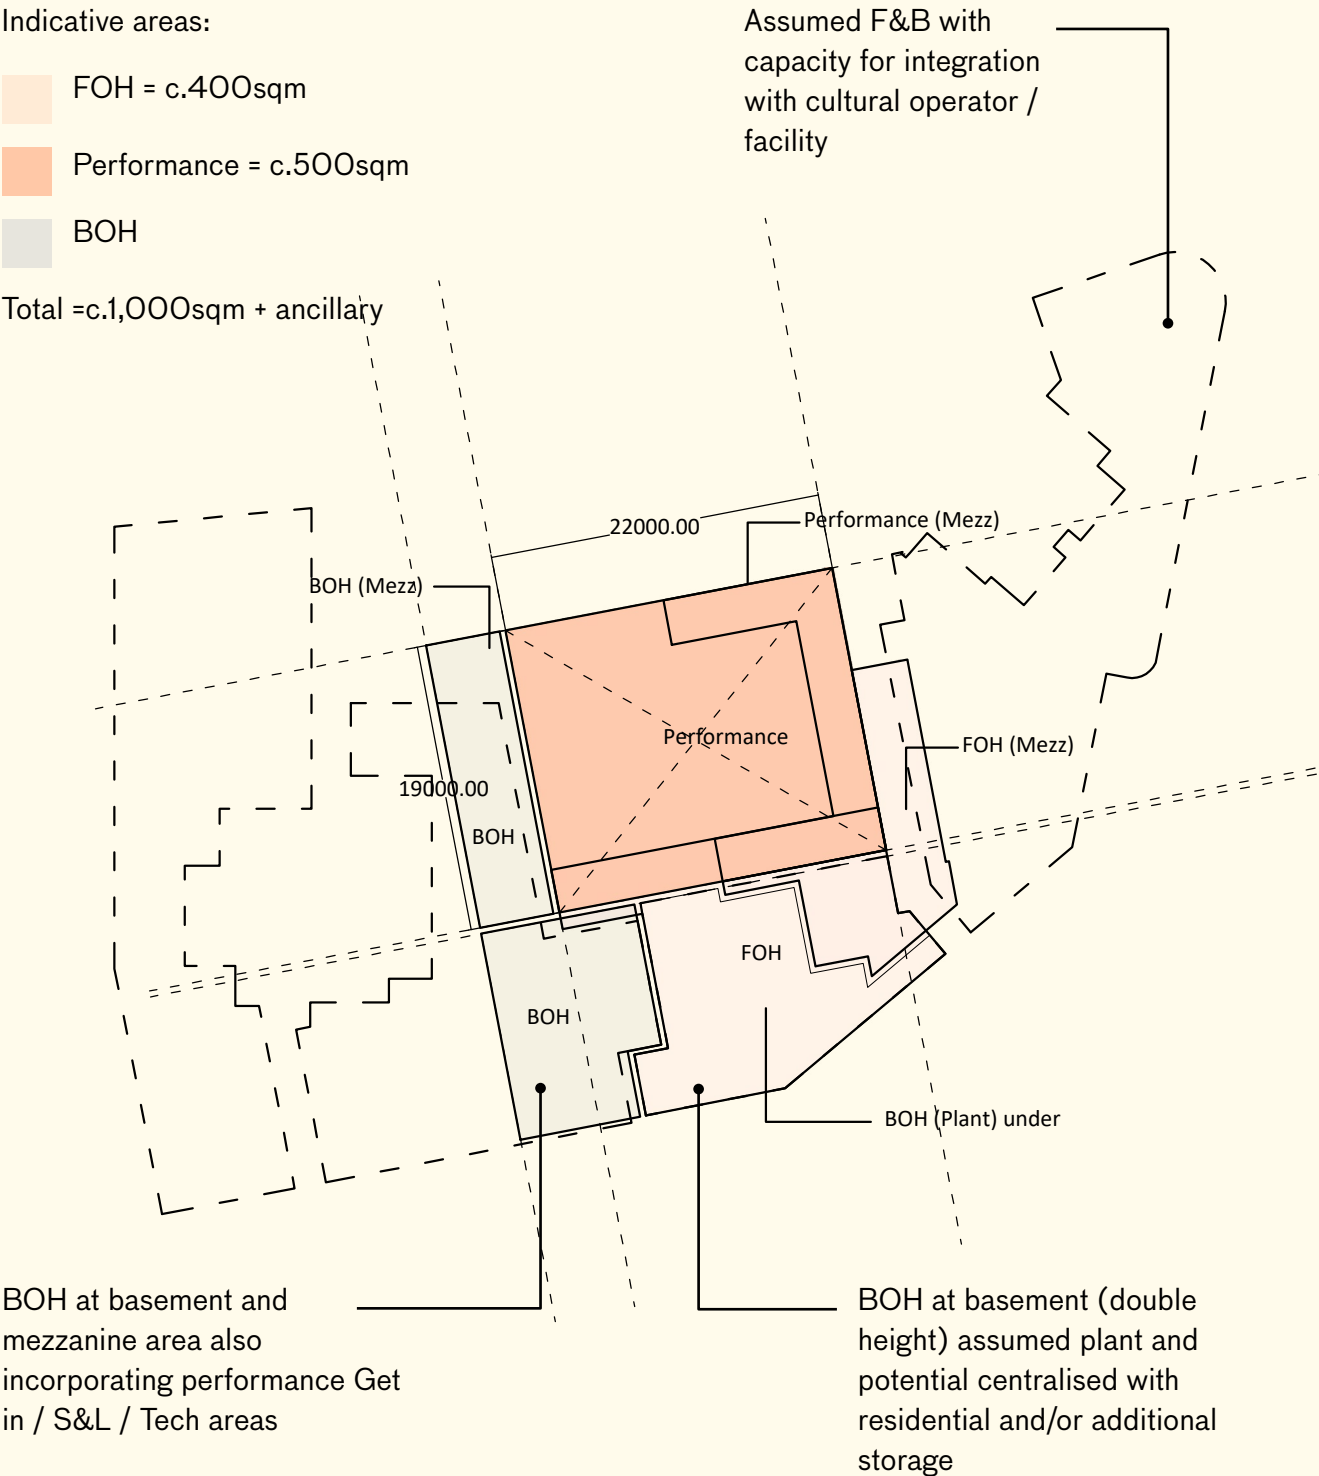 Indicative areas:
FOH = c.400sqm
Performance = c.500sqm
BOH
Total =c.1,000sqm + ancillary
Assumed F&B with
capacity for integration
with cultural operator /
facility
22000.00
Performance (Mezz)
BOH (Mezz)
Performance
FOH (Mezz)
19000.00
BOH
FOH
BOH
BOH (Plant) under
BOH at basement and
mezzanine area also
incorporating performance Get
in / S&L / Tech areas
BOH at basement (double
height) assumed plant and
potential centralised with
residential and/or additional
storage